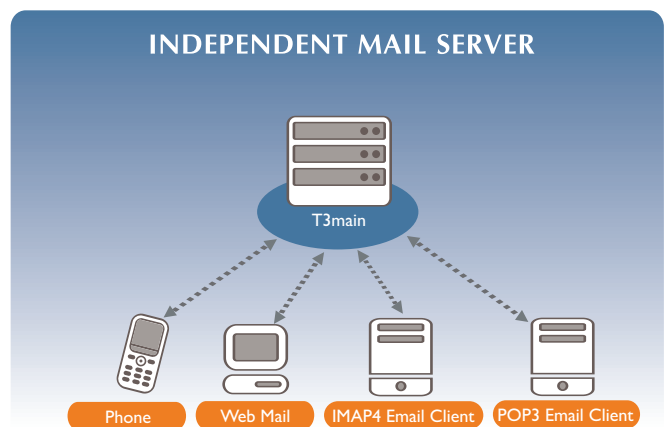 INDEPENDENT MAIL SERVER
T3main
Phone
Web Mail
IMAP4 Email Client
POP3 Email Client